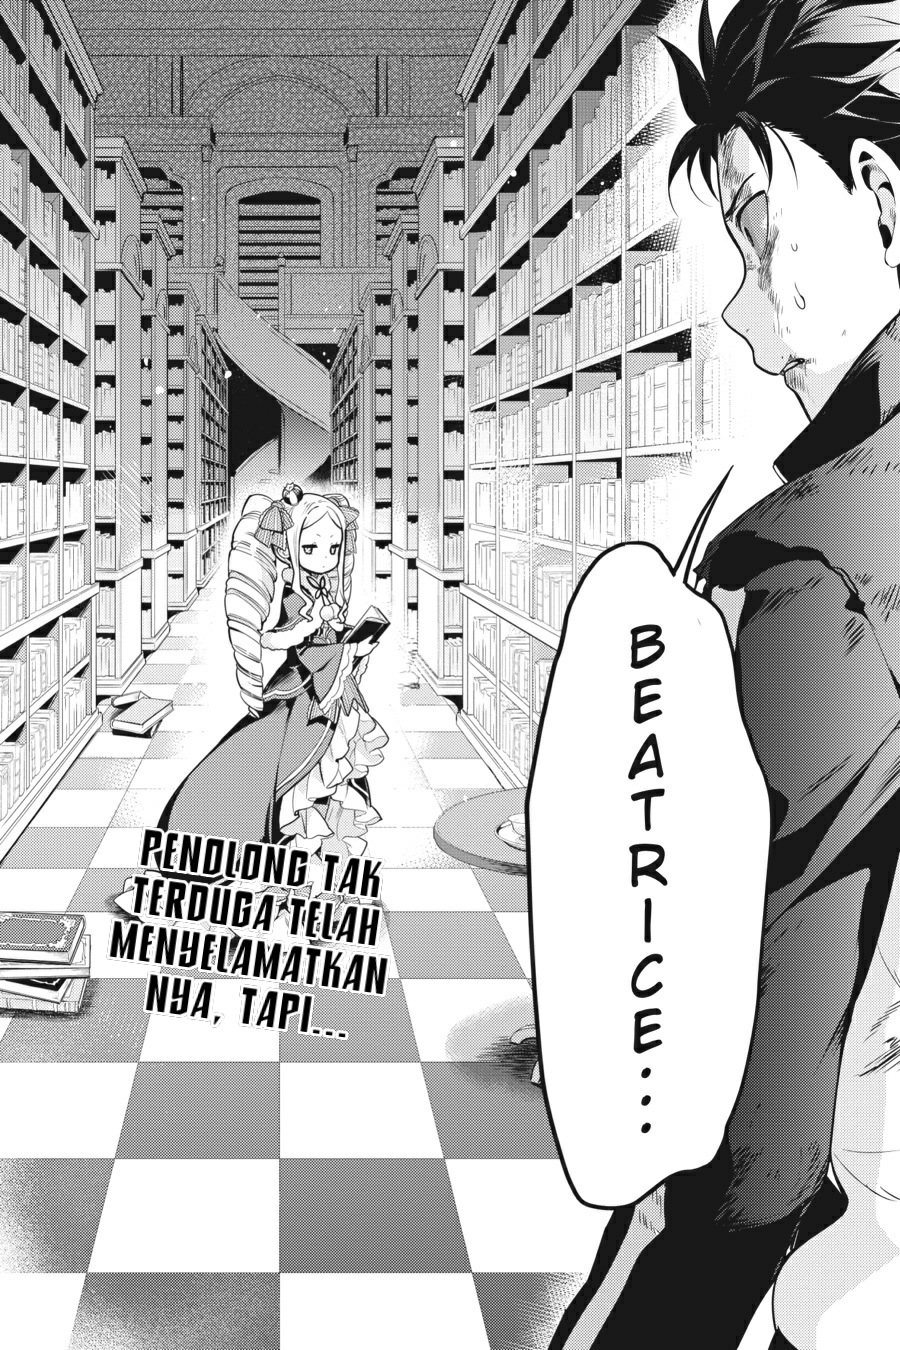 BEATRICE...
PENOLONG TAK
TERDUGA TELAH
MENYELAMATKAN
NYA, TAPI...